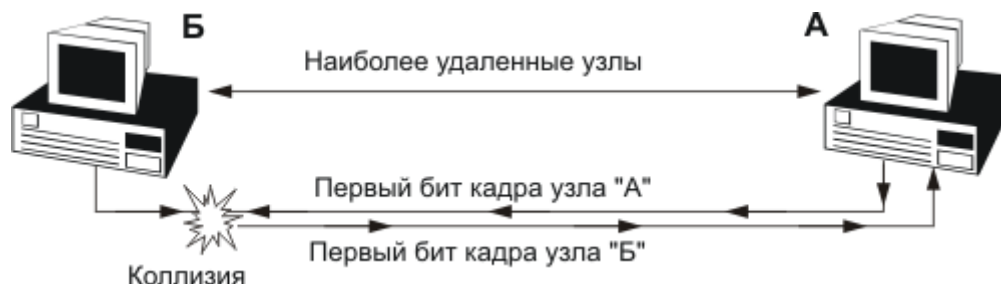 Б
А
Наиболее удаленные узлы
Первый бит кадра узла "А"
Первый бит кадра узла "Б"
Коллизия